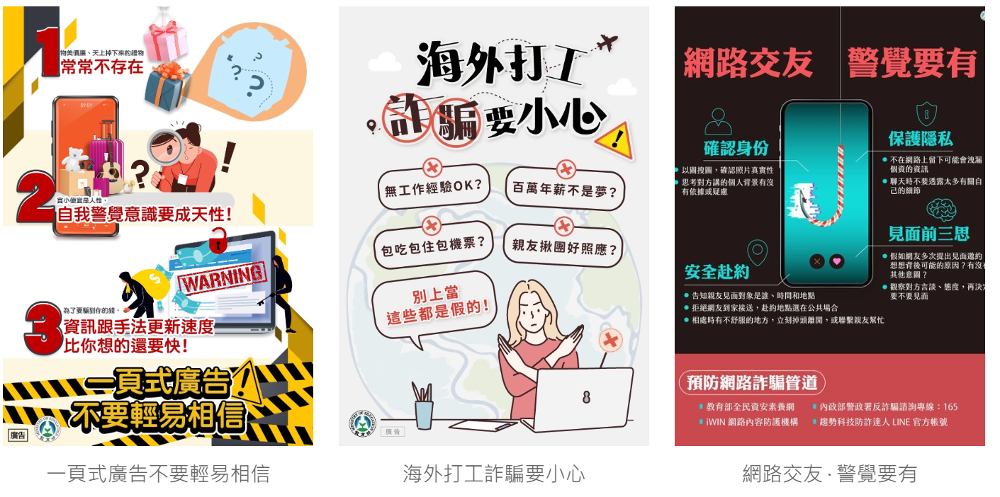 1
物美價廉、天上掉下來的禮物
常常不存在
09:59
2
貪小便宜是人性，
自我警覺意識要成天性!
WARNING
3
為了要騙到你的錢，
資訊跟手法更新速度
比你想的還要快!
一頁式廣告
不要輕易相信
廣告
MINISTRY OF EDUCATION
一頁式廣告不要輕易相信
海外打工
詐騙要小心
無工作經驗OK?
百萬年薪不是夢?
包吃包住包機票?
親友揪團好照應?
別上當
這些都是假的!
MINISTRY OF EDUCATION
教育部
廣告
海外打工詐騙要小心
網路交友 警覺要有
確認身份
以圖搜圖，確認照片真實性
思考對方講的個人背景有沒
有依據或疑慮
保護隱私
不在網路上留下可能會洩漏
個資的資訊
聊天時不要透露太多有關自
己的細節
見面前三思
假如網友多次提出見面邀約
想想背後可能的原因?有沒有
其他意圖?
觀察對方言談、態度，再決定
要不要見面
安全赴約
告知親友見面對象是誰、時間和地點
拒絕網友到家接送，赴約地點選在公共場合
相處時有不舒服的地方，立刻掉頭離開，或聯繫親友幫忙
預防網路詐騙管道
教育部全民資安素養網
內政部警政署反詐騙諮詢專線：165
iWIN 網路內容防護機構
趨勢科技防詐達人 LINE 官方帳號
網路交友·警覺要有